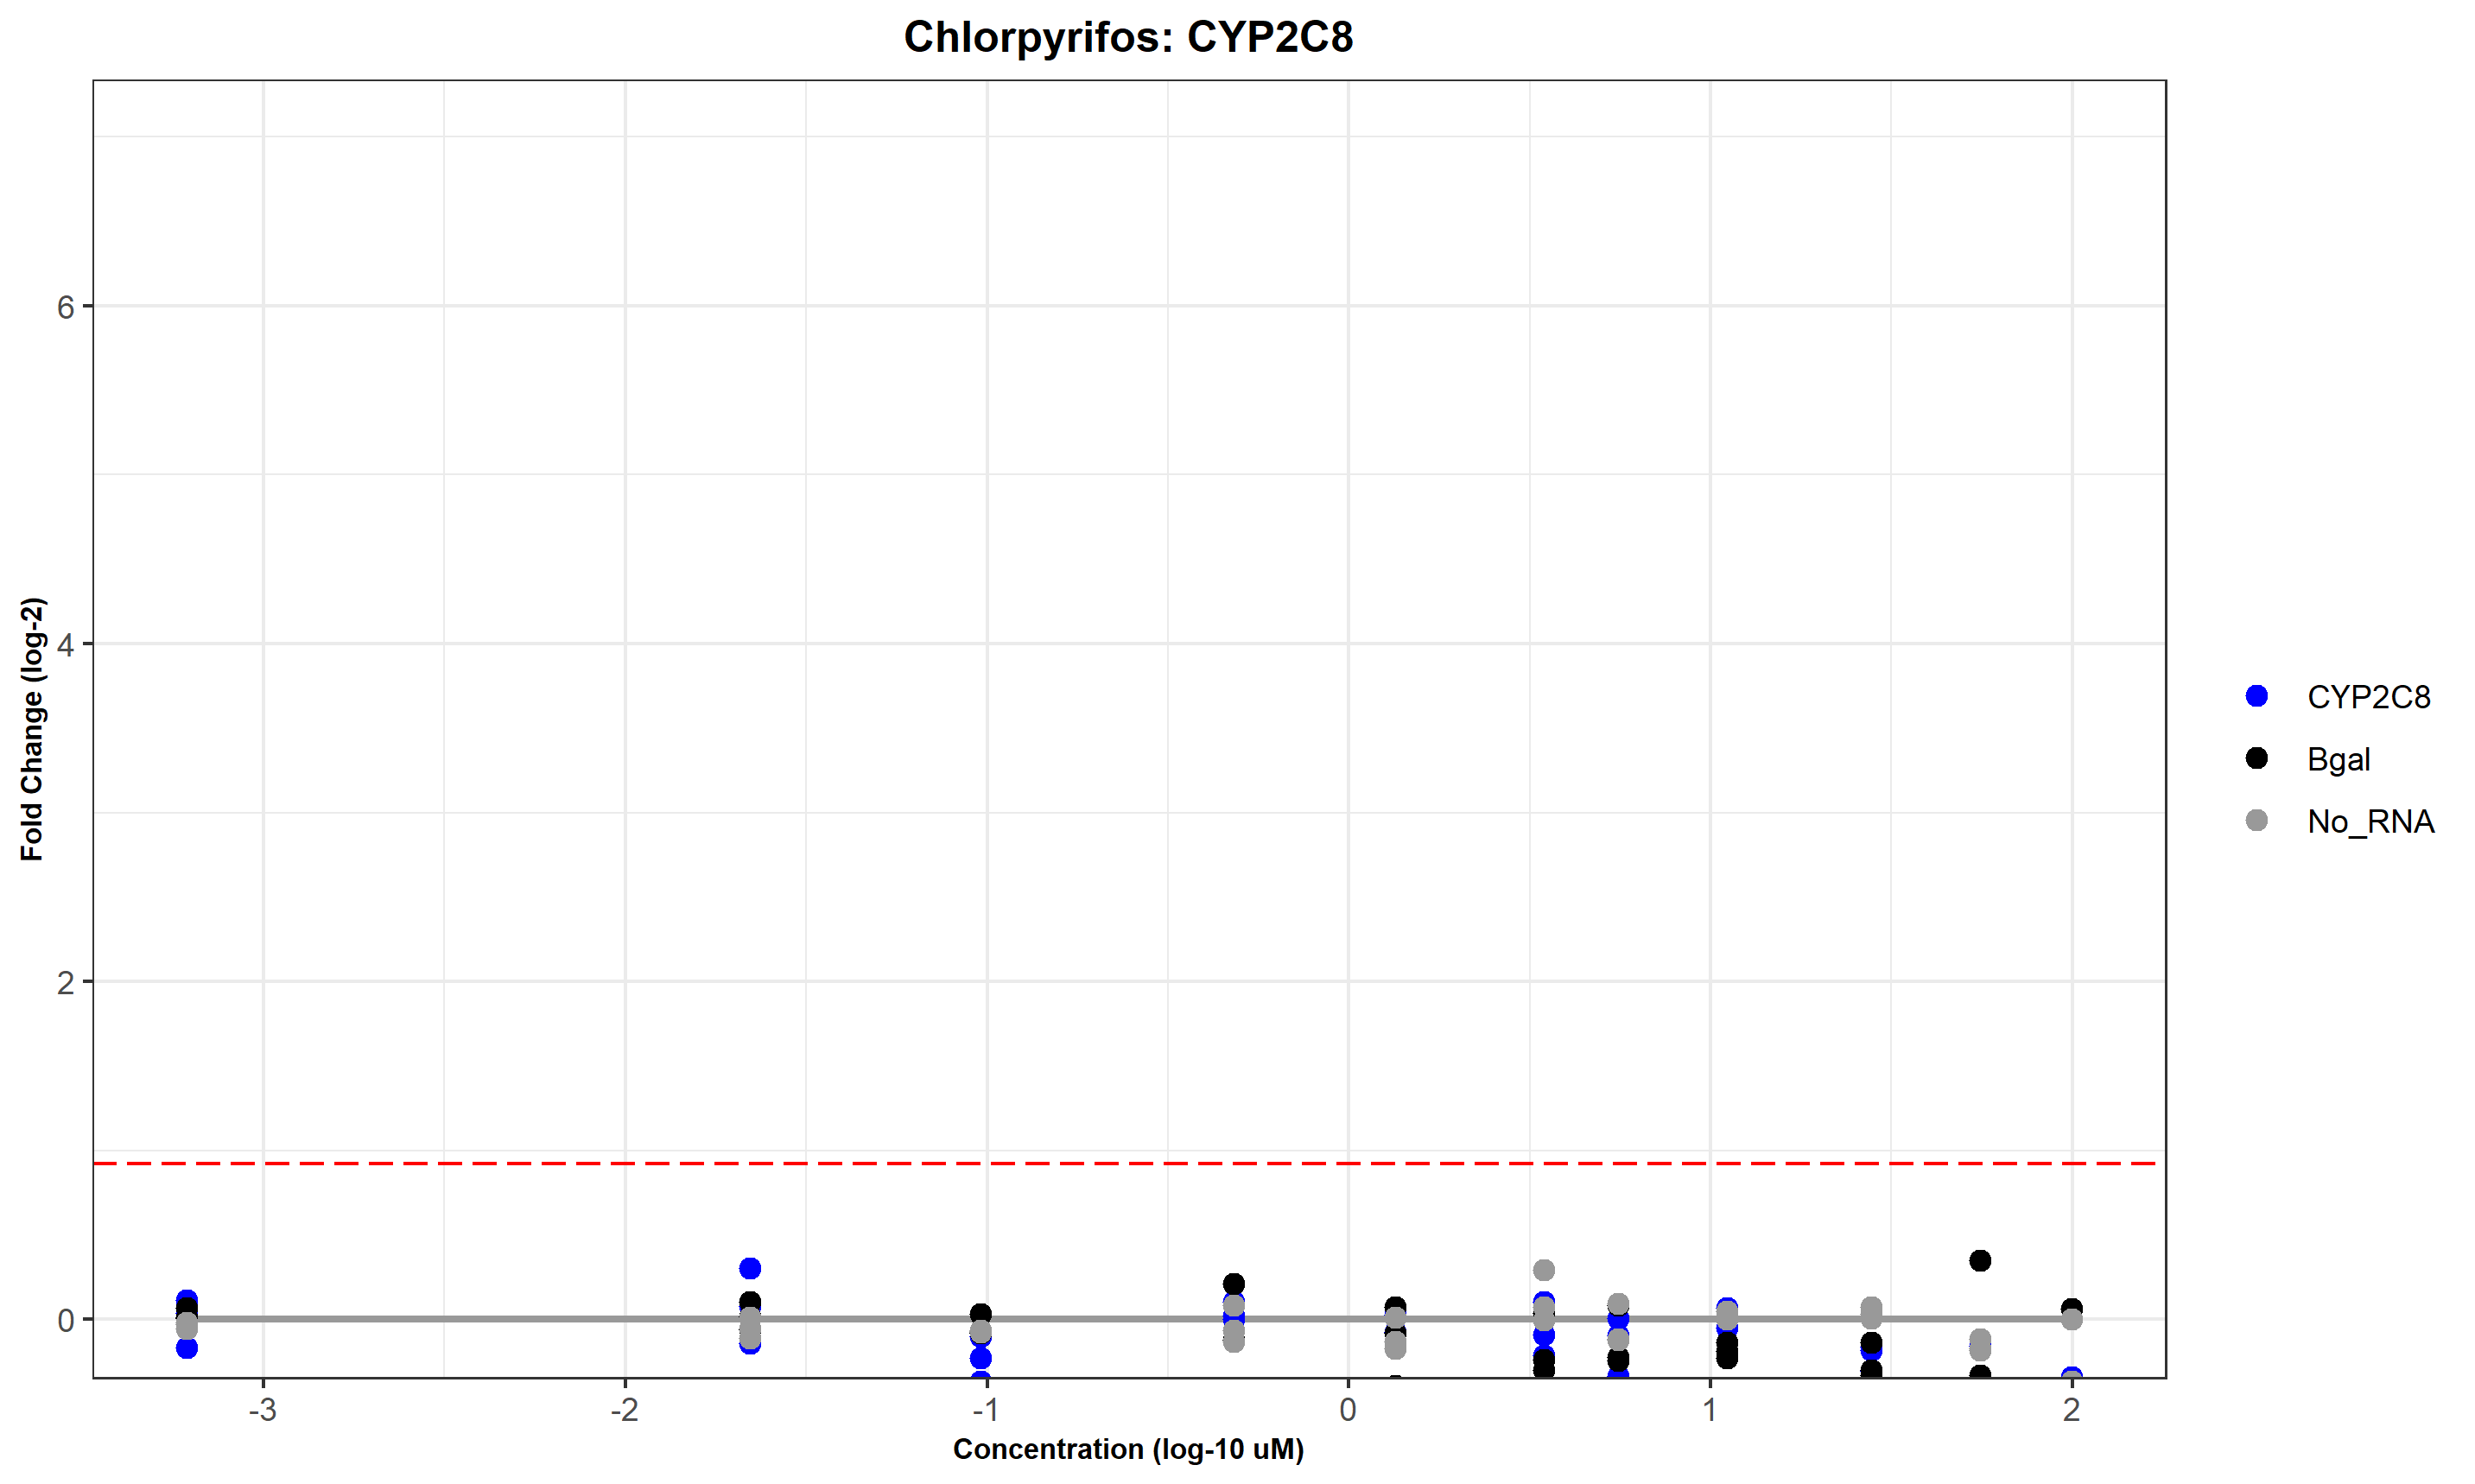 Chlorpyrifos: CYP2C8
Fold Change (log-2)
6
4
2
0
-3
-2
-1
0
1
2
Concentration (log-10 uM)
CYP2C8
Bgal
No_RNA